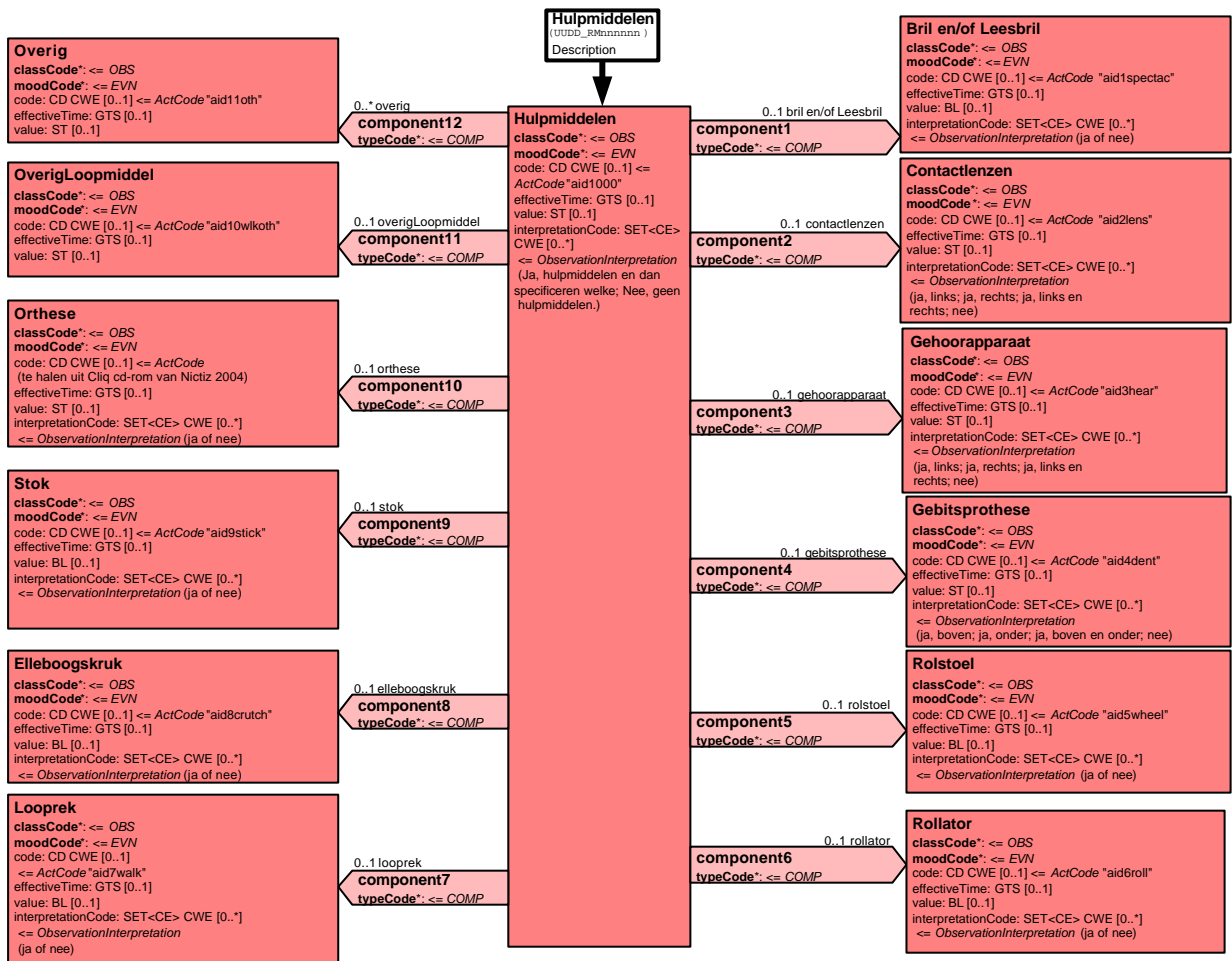 Hulpmiddelen
(UUDD_RMnnnnnn )
Description
Overig
classCode*: <= OBS
moodCode*: <= EVN
code: CD CWE [0..1] <= ActCode "aid11oth"
effectiveTime: GTS [0..1]
value: ST [0..1]
0..* overig
component12
typeCode*: <= COMP
OverigLoopmiddel
classCode*: <= OBS
moodCode*: <= EVN
code: CD CWE [0..1] <= ActCode "aid10wlkoth"
effectiveTime: GTS [0..1]
value: ST [0..1]
0..1 overigLoopmiddel
component11
typeCode*: <= COMP
Orthese
classCode*: <= OBS
moodCode*: <= EVN
code: CD CWE [0..1] <= ActCode
(te halen uit Cliq cd-rom van Nictiz 2004)
effectiveTime: GTS [0..1]
value: ST [0..1]
interpretationCode: SET<CE> CWE [0..*]
<= ObservationInterpretation (ja of nee)
0..1 orthese
component10
typeCode*: <= COMP
Stok
classCode*: <= OBS
moodCode*: <= EVN
code: CD CWE [0..1] <= ActCode "aid9stick"
effectiveTime: GTS [0..1]
value: BL [0..1]
interpretationCode: SET<CE> CWE [0..*]
<= ObservationInterpretation (ja of nee)
0..1 stok
component9
typeCode*: <= COMP
Elleboogskruk
classCode*: <= OBS
moodCode*: <= EVN
code: CD CWE [0..1] <= ActCode "aid8crutch"
effectiveTime: GTS [0..1]
value: BL [0..1]
interpretationCode: SET<CE> CWE [0..*]
<= ObservationInterpretation (ja of nee)
0..1 elleboogskruk
component8
typeCode*: <= COMP
Looprek
classCode*: <= OBS
moodCode*: <= EVN
code: CD CWE [0..1]
<= ActCode "aid7walk"
effectiveTime: GTS [0..1]
value: BL [0..1]
interpretationCode: SET<CE> CWE [0..*]
<= ObservationInterpretation
(ja of nee)
0..1 looprek
component7
typeCode*: <= COMP
Hulpmiddelen
classCode*: <= OBS
moodCode*: <= EVN
code: CD CWE [0..1] <=
ActCode "aid1000"
effectiveTime: GTS [0..1]
value: ST [0..1]
interpretationCode: SET<CE>
CWE [0..*]
<= ObservationInterpretation
(Ja, hulpmiddelen en dan
specificeren welke; Nee, geen
hulpmiddelen.)
0..1 bril en/of Leesbril
component1
typeCode*: <= COMP
Bril en/of Leesbril
classCode*: <= OBS
moodCode*: <= EVN
code: CD CWE [0..1] <= ActCode "aid1spectac"
effectiveTime: GTS [0..1]
value: BL [0..1]
interpretationCode: SET<CE> CWE [0..*]
<= ObservationInterpretation (ja of nee)
0..1 contactlenzen
component2
typeCode*: <= COMP
Contactlenzen
classCode*: <= OBS
moodCode*: <= EVN
code: CD CWE [0..1] <= ActCode "aid2lens"
effectiveTime: GTS [0..1]
value: ST [0..1]
interpretationCode: SET<CE> CWE [0..*]
<= ObservationInterpretation
(ja, links; ja, rechts; ja, links en
rechts; nee)
0..1 gehoorapparaat
component3
typeCode*: <= COMP
Gehoorapparaat
classCode*: <= OBS
moodCode*: <= EVN
code: CD CWE [0..1] <= ActCode "aid3hear"
effectiveTime: GTS [0..1]
value: ST [0..1]
interpretationCode: SET<CE> CWE [0..*]
<= ObservationInterpretation
(ja, links; ja, rechts; ja, links en
rechts; nee)
0..1 gebitsprothese
component4
typeCode*: <= COMP
Gebitsprothese
classCode*: <= OBS
moodCode*: <= EVN
code: CD CWE [0..1] <= ActCode "aid4dent"
effectiveTime: GTS [0..1]
value: ST [0..1]
interpretationCode: SET<CE> CWE [0..*]
<= ObservationInterpretation
(ja, boven; ja, onder; ja, boven en onder; nee)
0..1 rolstoel
component5
typeCode*: <= COMP
Rolstoel
classCode*: <= OBS
moodCode*: <= EVN
code: CD CWE [0..1] <= ActCode "aid5wheel"
effectiveTime: GTS [0..1]
value: BL [0..1]
interpretationCode: SET<CE> CWE [0..*]
<= ObservationInterpretation (ja of nee)
0..1 rollator
component6
typeCode*: <= COMP
Rollator
classCode*: <= OBS
moodCode*: <= EVN
code: CD CWE [0..1] <= ActCode "aid6roll"
effectiveTime: GTS [0..1]
value: BL [0..1]
interpretationCode: SET<CE> CWE [0..*]
<= ObservationInterpretation (ja of nee)